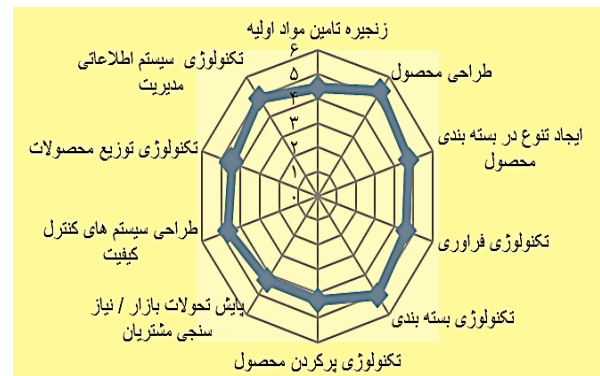 زنجیره تامین مواد اولیه
طراحی محصول
ایجاد تنوع در بسته بندی
محصول
تکنولوژی فراوری
تکنولوژی بسته بندی
تکنولوژی پرکردن محصول
پایش تحولات بازار / نیاز
سنجی مشتریان
طراحی سیستم های کنترل
کیفیت
تکنولوژی توزیع محصولات
تکنولوژی سیستم اطلاعاتی
مدیریت
۶
۵
۴
۳
۲
۱
۰